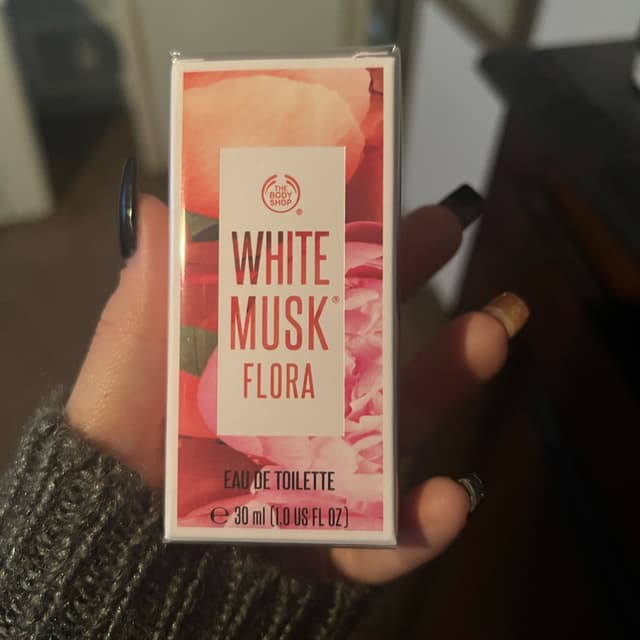 THE
BODY
SHOP
®
WHITE
MUSK®
FLORA
EAU DE TOILETTE
℮ 30 ml (1.0 US FL OZ)